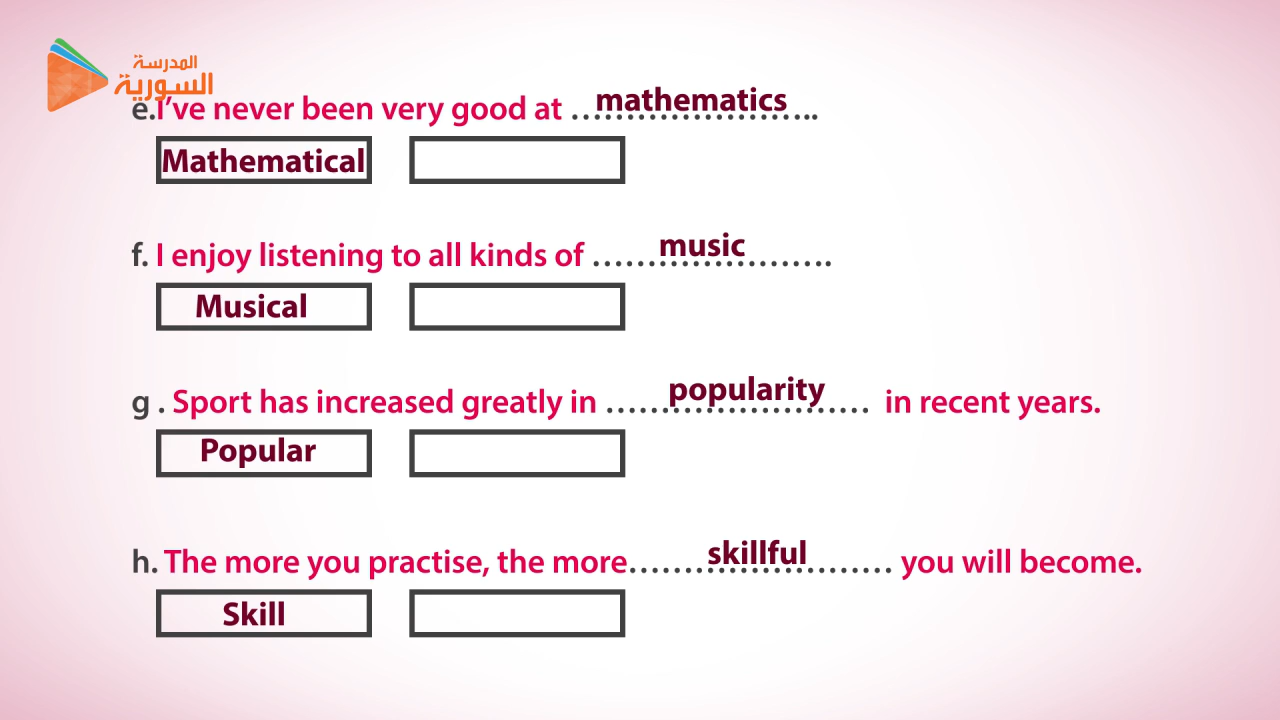 المدرسة
السورية
e.I've never been very good at ...................... mathematics
Mathematical
f. I enjoy listening to all kinds of ...................... music
Musical
g . Sport has increased greatly in ...................... popularity in recent years.
Popular
h. The more you practise, the more...................... skillful you will become.
Skill